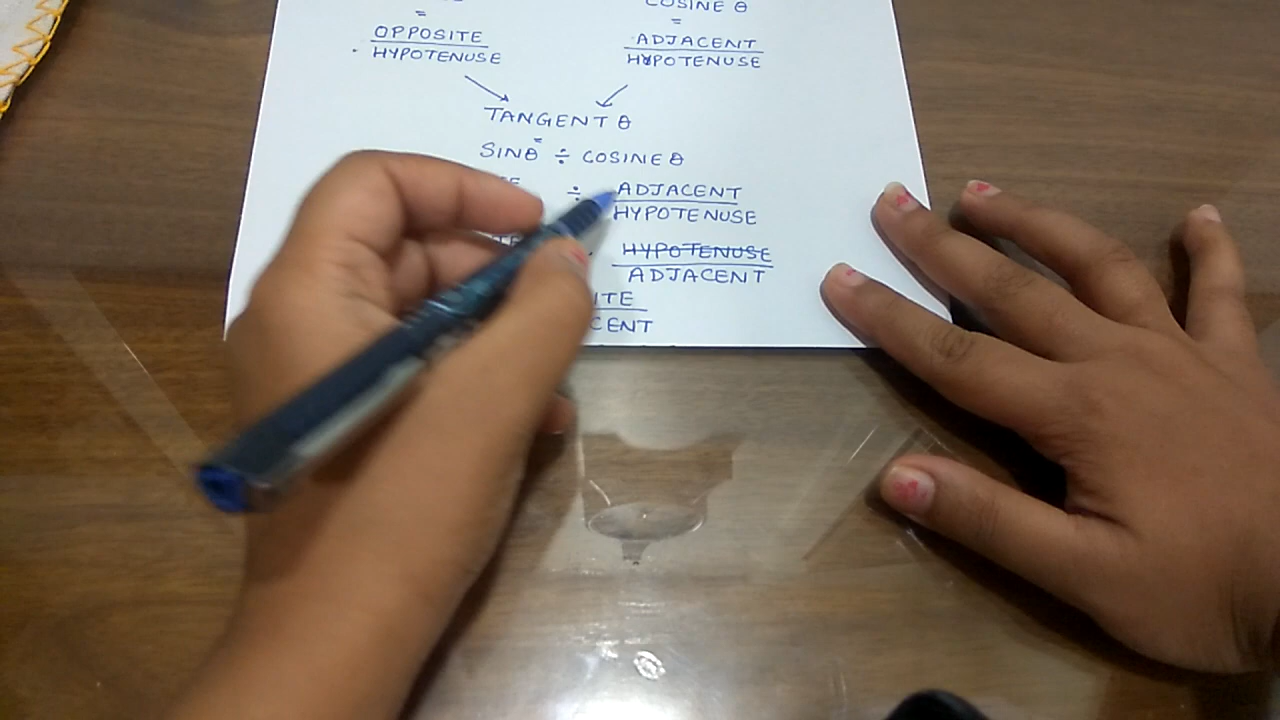 COSINE θ
= =
OPPOSITE ADJACENT
HYPOTENUSE HYPOTENUSE
TANGENT θ
=
SINθ ÷ COSINE θ
÷ ADJACENT
HYPOTENUSE
HYPOTENUSE
ADJACENT
ITE
CENT